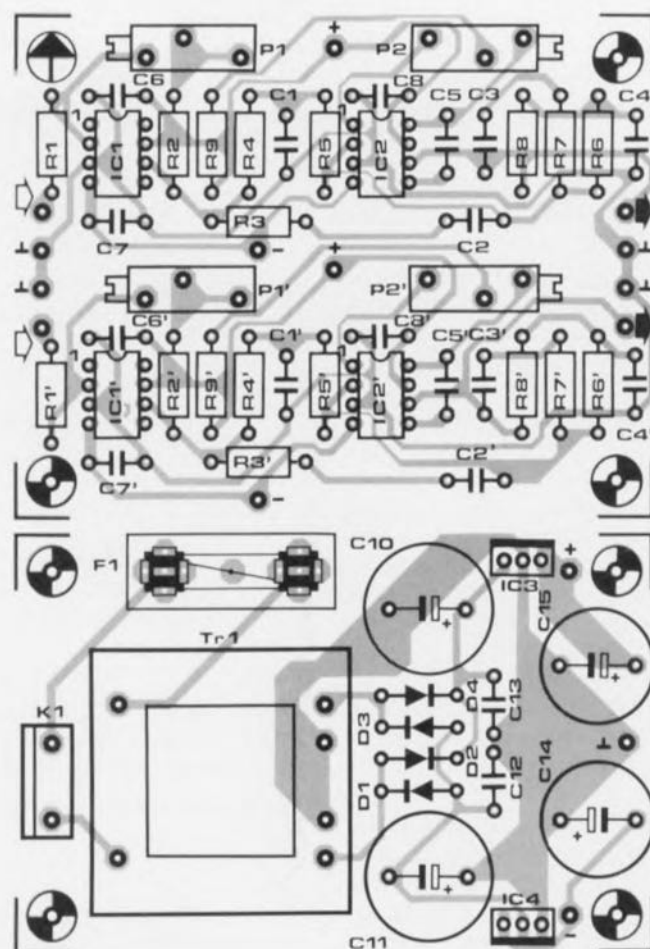 P1 + P2
C6 C8
R1 1 IC1 R2 R9 R4 C1 R5 1 IC2 C5 C3 R8 R7 R6 C4
C7 R3 C2
⊥ - ⊥
⊥ + ⊥
P1' P2'
C6' C8'
R1' 1 IC1' R2' R9' R4' C1' R5' 1 IC2' C5' C3' R8' R7' R6' C4'
C7' R3' C2'
-
F1 C10 IC3 + C15
Tr1
K1 D3 D4 C13
D1 D2 C12 C14 ⊥
+ + + +
C11 IC4 -